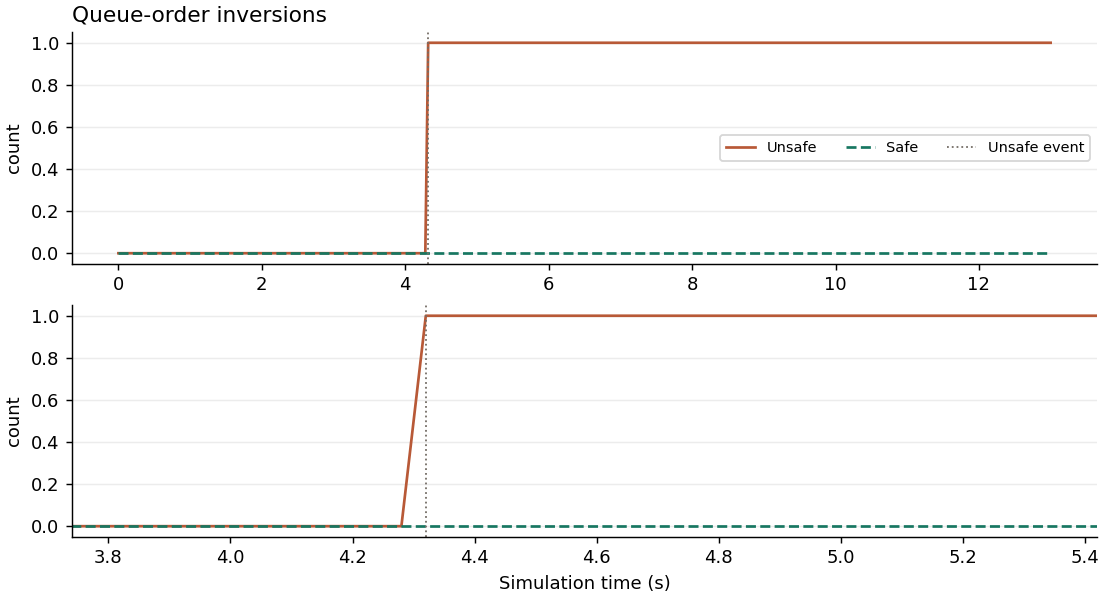 Queue-order inversions
count
1.0
0.8
0.6
0.4
0.2
0.0
Unsafe Safe Unsafe event
0 2 4 6 8 10 12
count
1.0
0.8
0.6
0.4
0.2
0.0
3.8 4.0 4.2 4.4 4.6 4.8 5.0 5.2 5.4
Simulation time (s)